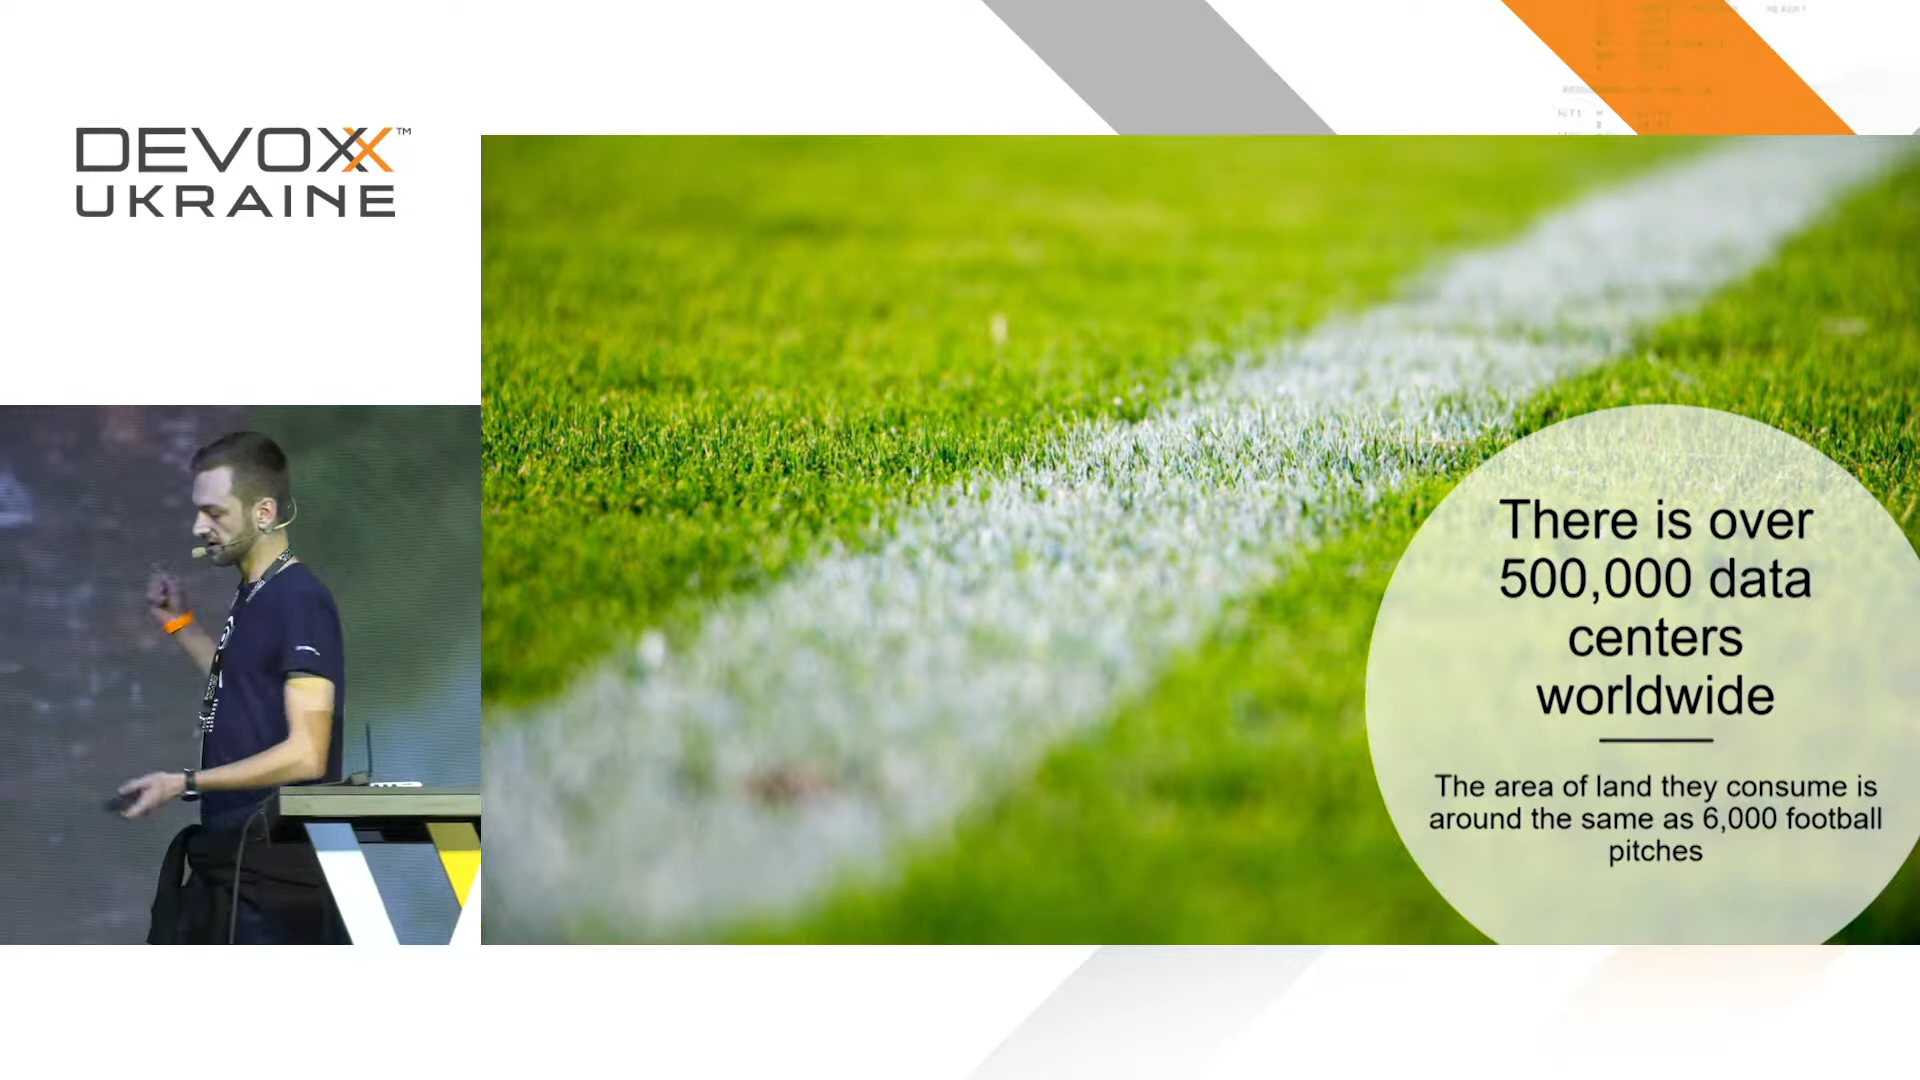 DEVOXX™
UKRAINE
There is over
500,000 data
centers
worldwide
The area of land they consume is
around the same as 6,000 football
pitches